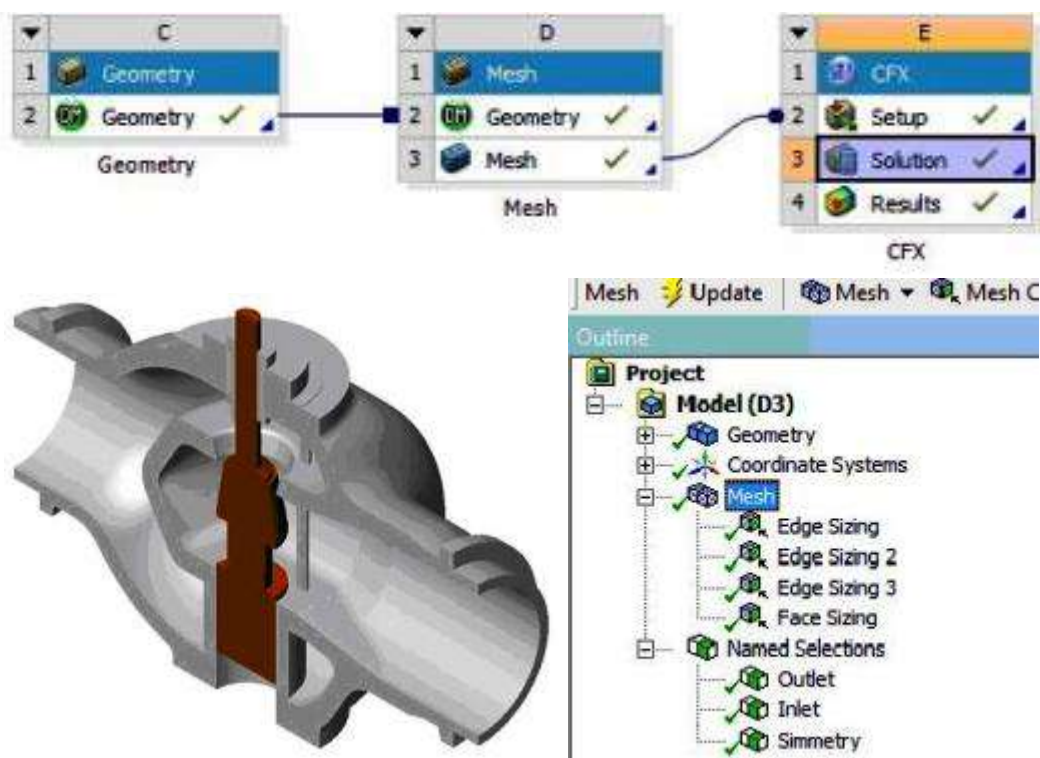 C
1 Geometry
2 Geometry
Geometry
D
1 Mesh
2 Geometry
3 Mesh
Mesh
E
1 CFX
2 Setup
3 Solution
4 Results
CFX
Mesh Update Mesh Mesh C
Outline
Project
Model (D3)
Geometry
Coordinate Systems
Mesh
Edge Sizing
Edge Sizing 2
Edge Sizing 3
Face Sizing
Named Selections
Outlet
Inlet
Simmetry